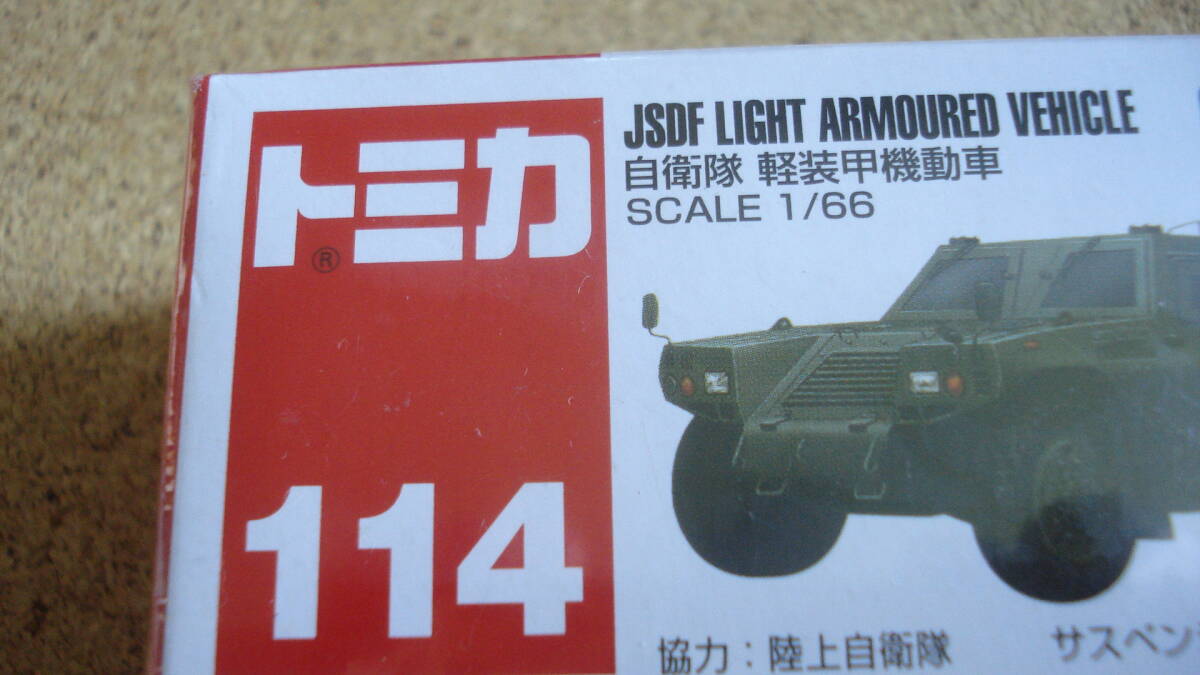 トミカ
®
114
JSDF LIGHT ARMOURED VEHICLE
自衛隊 軽装甲機動車
SCALE 1/66
協力：陸上自衛隊
サスペン